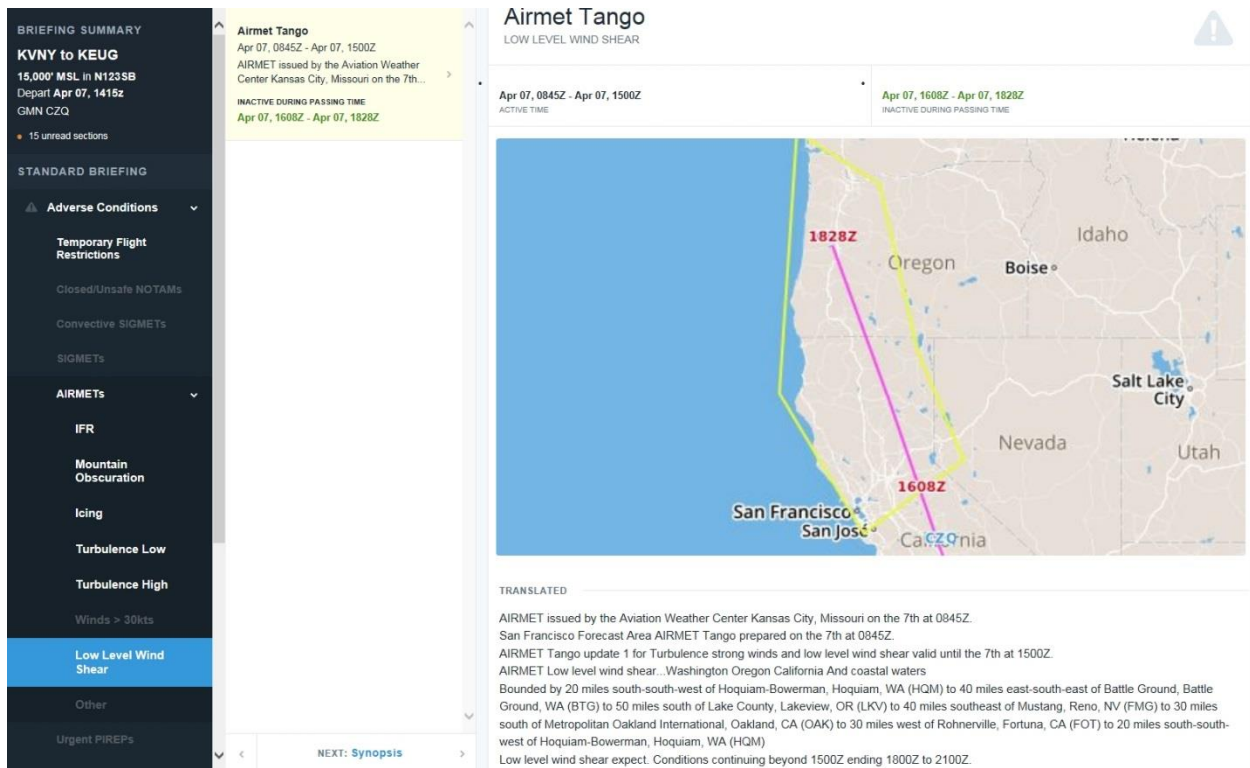 BRIEFING SUMMARY
KVNY to KEUG
15,000' MSL in N123SB
Depart Apr 07, 1415z
GMN CZQ
15 unread sections
STANDARD BRIEFING
Adverse Conditions
Temporary Flight
Restrictions
Closed/Unsafe NOTAMs
Convective SIGMETs
SIGMETs
AIRMETs
IFR
Mountain
Obscuration
Icing
Turbulence Low
Turbulence High
Winds > 30kts
Low Level Wind
Shear
Other
Urgent PIREPs
Airmet Tango
Apr 07, 0845Z - Apr 07, 1500Z
AIRMET issued by the Aviation Weather
Center Kansas City, Missouri on the 7th...
INACTIVE DURING PASSING TIME
Apr 07, 1608Z - Apr 07, 1828Z
NEXT: Synopsis
Airmet Tango
LOW LEVEL WIND SHEAR
Apr 07, 0845Z - Apr 07, 1500Z
ACTIVE TIME
Apr 07, 1608Z - Apr 07, 1828Z
INACTIVE DURING PASSING TIME
1828Z
Oregon
Idaho
Boise
Salt Lake
City
Nevada
Utah
1608Z
San Francisco
San José
California
CZQ
TRANSLATED
AIRMET issued by the Aviation Weather Center Kansas City, Missouri on the 7th at 0845Z.
San Francisco Forecast Area AIRMET Tango prepared on the 7th at 0845Z.
AIRMET Tango update 1 for Turbulence strong winds and low level wind shear valid until the 7th at 1500Z.
AIRMET Low level wind shear...Washington Oregon California And coastal waters
Bounded by 20 miles south-south-west of Hoquiam-Bowerman, Hoquiam, WA (HQM) to 40 miles east-south-east of Battle Ground, Battle
Ground, WA (BTG) to 50 miles south of Lake County, Lakeview, OR (LKV) to 40 miles southeast of Mustang, Reno, NV (FMG) to 30 miles
south of Metropolitan Oakland International, Oakland, CA (OAK) to 30 miles west of Rohnerville, Fortuna, CA (FOT) to 20 miles south-south-
west of Hoquiam-Bowerman, Hoquiam, WA (HQM)
Low level wind shear expect. Conditions continuing beyond 1500Z ending 1800Z to 2100Z.